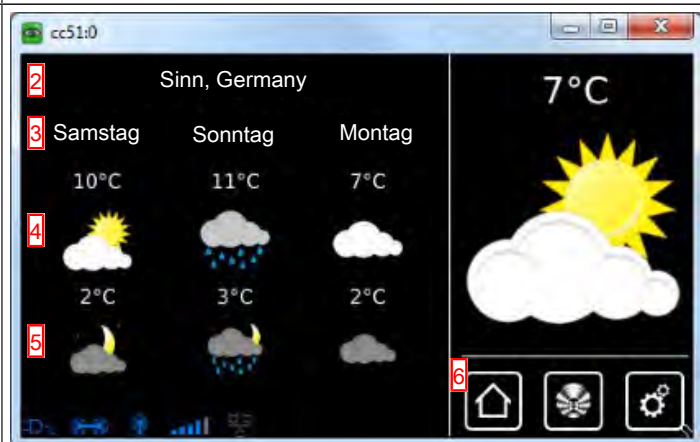 cc51:0
2 Sinn, Germany
7°C
3 Samstag Sonntag Montag
10°C 11°C 7°C
4
2°C 3°C 2°C
5
6